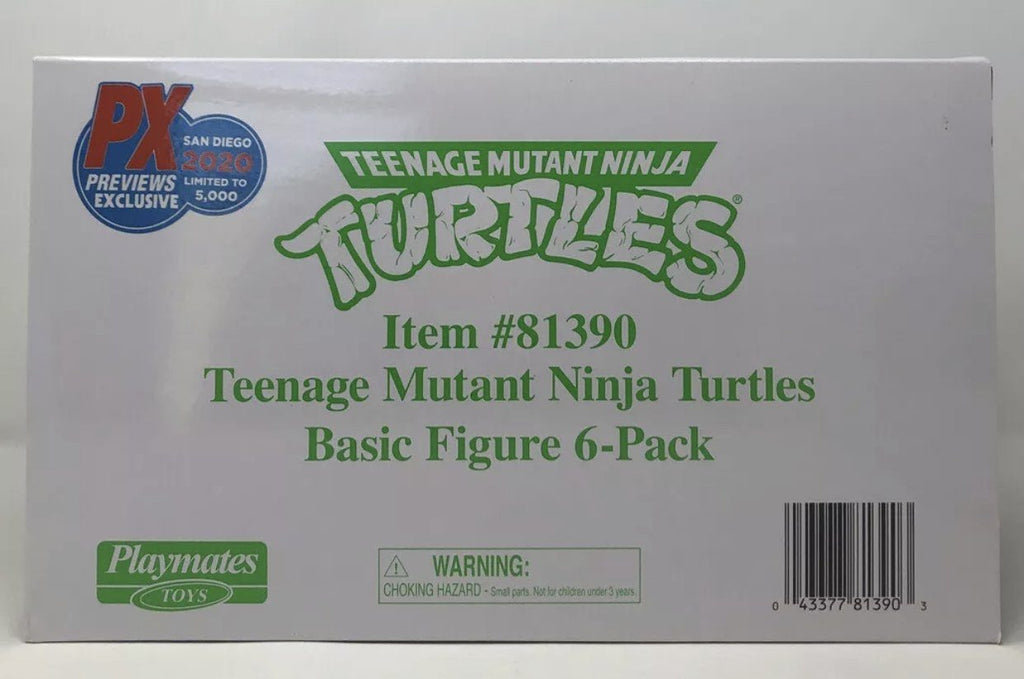 PX
PREVIEWS
EXCLUSIVE
SAN DIEGO
2020
LIMITED TO
5,000
TEENAGE MUTANT NINJA
TURTLES®
Item #81390
Teenage Mutant Ninja Turtles
Basic Figure 6-Pack
Playmates
TOYS
WARNING:
CHOKING HAZARD - Small parts. Not for children under 3 years.
0 43377 81390 3